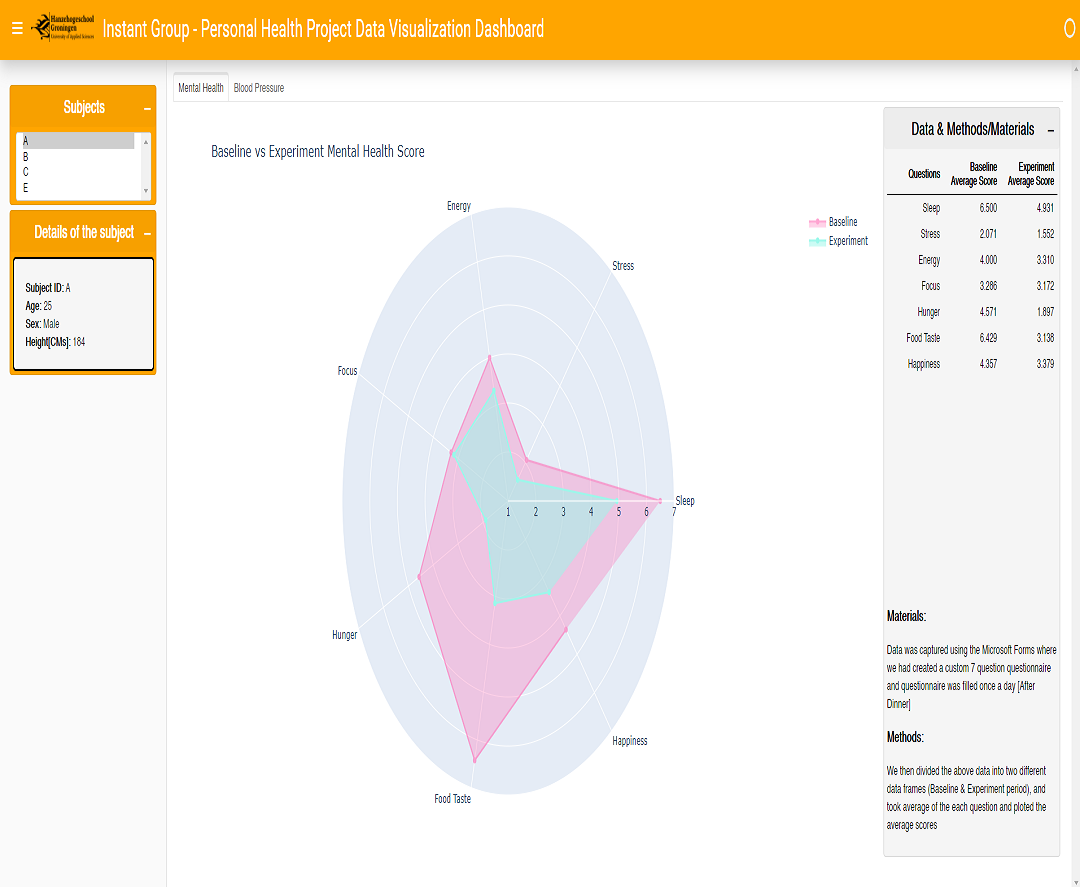 Hanzehogeschool
Groningen
University of Applied Sciences
Instant Group - Personal Health Project Data Visualization Dashboard
Subjects
A
B
C
E
Details of the subject
Subject ID: A
Age: 25
Sex: Male
Height[CMs]: 184
Mental Health Blood Pressure
Baseline vs Experiment Mental Health Score
Energy
Stress
Focus
Sleep
1 2 3 4 5 6 7
Hunger
Happiness
Food Taste
Baseline
Experiment
Data & Methods/Materials
Questions Baseline Average Score Experiment Average Score
Sleep 6.500 4.931
Stress 2.071 1.552
Energy 4.000 3.310
Focus 3.286 3.172
Hunger 4.571 1.897
Food Taste 6.429 3.138
Happiness 4.357 3.379
Materials:
Data was captured using the Microsoft Forms where
we had created a custom 7 question questionnaire
and questionnaire was filled once a day [After
Dinner]
Methods:
We then divided the above data into two different
data frames (Baseline & Experiment period), and
took average of the each question and ploted the
average scores